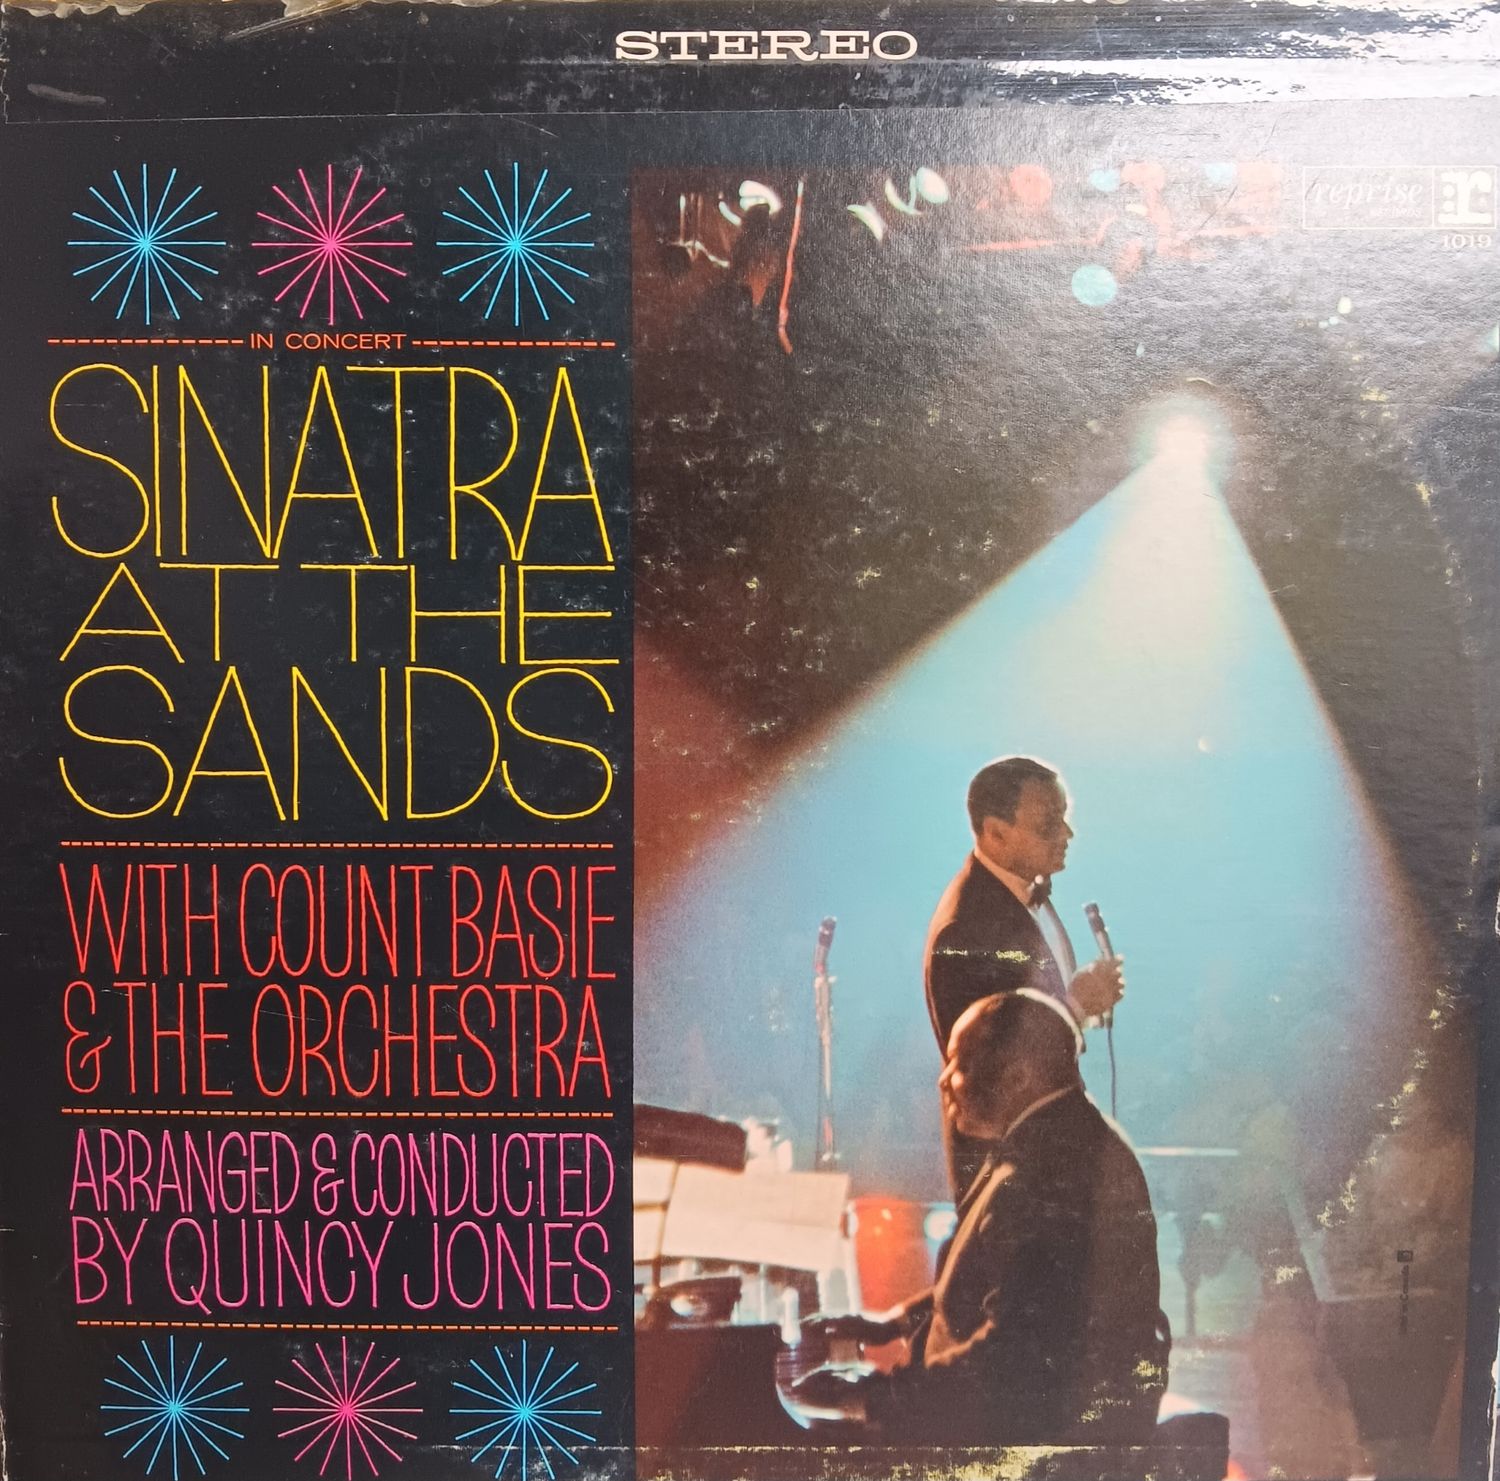 STEREO
reprise
RECORDS
r
1019
IN CONCERT
SINATRA
AT THE
SANDS
WITH COUNT BASIE
& THE ORCHESTRA
ARRANGED & CONDUCTED
BY QUINCY JONES